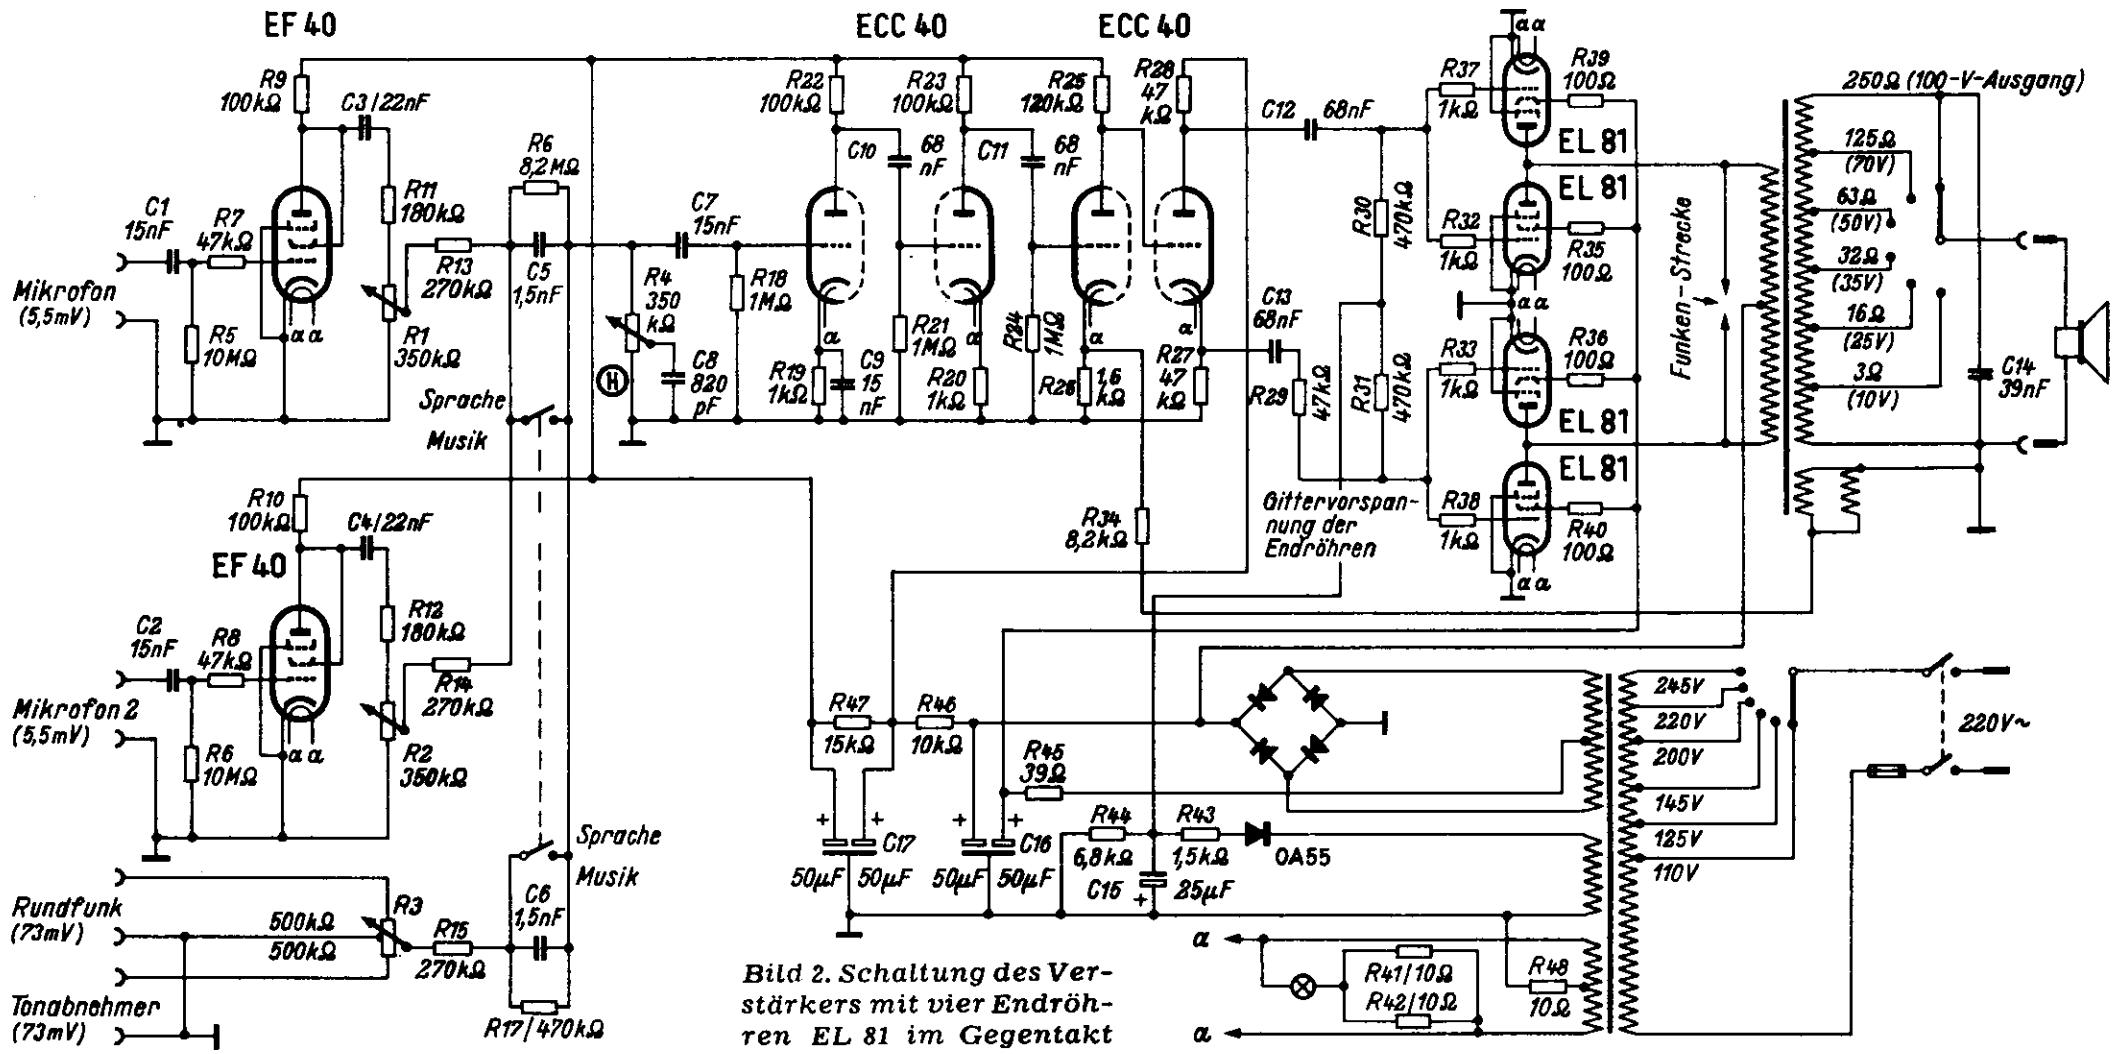 EF 40
ECC 40
ECC 40
R9
100kΩ
C3/22nF
R22
100kΩ
R23
100kΩ
R25
120kΩ
R28
47
kΩ
C12
68nF
R37
1kΩ
a a
R39
100Ω
EL 81
250Ω (100-V-Ausgang)
125Ω
(70V)
63Ω
(50V)
32Ω
(35V)
16Ω
(25V)
3Ω
(10V)
C14
39nF
R6
8,2MΩ
C10
68
nF
C11
68
nF
C1
15nF
R7
47kΩ
R11
180kΩ
C7
15nF
R30
470kΩ
R32
1kΩ
EL 81
R35
100Ω
a a
Funken-Strecke
Mikrofon
(5,5mV)
R5
10MΩ
a a
R1
350kΩ
R13
270kΩ
C5
1,5nF
R4
350
kΩ
H
C8
820
pF
R18
1MΩ
a
R19
1kΩ
C9
15
nF
R21
1MΩ
a
R20
1kΩ
R24
1MΩ
R26
1,6
kΩ
a
R27
47
kΩ
C13
68nF
R29
47kΩ
R31
470kΩ
R33
1kΩ
R36
100Ω
EL 81
EL 81
Sprache
Musik
R10
100kΩ
C4/22nF
EF 40
R34
8,2kΩ
Gittervorspan-
nung der
Endröhren
R38
1kΩ
R40
100Ω
a a
C2
15nF
R8
47kΩ
R12
180kΩ
Mikrofon 2
(5,5mV)
R6
10MΩ
a a
R2
350kΩ
R14
270kΩ
R47
15kΩ
R46
10kΩ
R45
39Ω
245V
220V
200V
145V
125V
110V
220V~
+
+
C17
50µF
50µF
+
+
C16
50µF
50µF
R44
6,8kΩ
R43
1,5kΩ
OA55
C15
+
25µF
Sprache
Musik
Rundfunk
(73mV)
500kΩ
500kΩ
R3
R15
270kΩ
C6
1,5nF
R17/470kΩ
Tonabnehmer
(73mV)
a
R41/10Ω
R42/10Ω
R48
10Ω
a
Bild 2. Schaltung des Ver-
stärkers mit vier Endröh-
ren EL 81 im Gegentakt